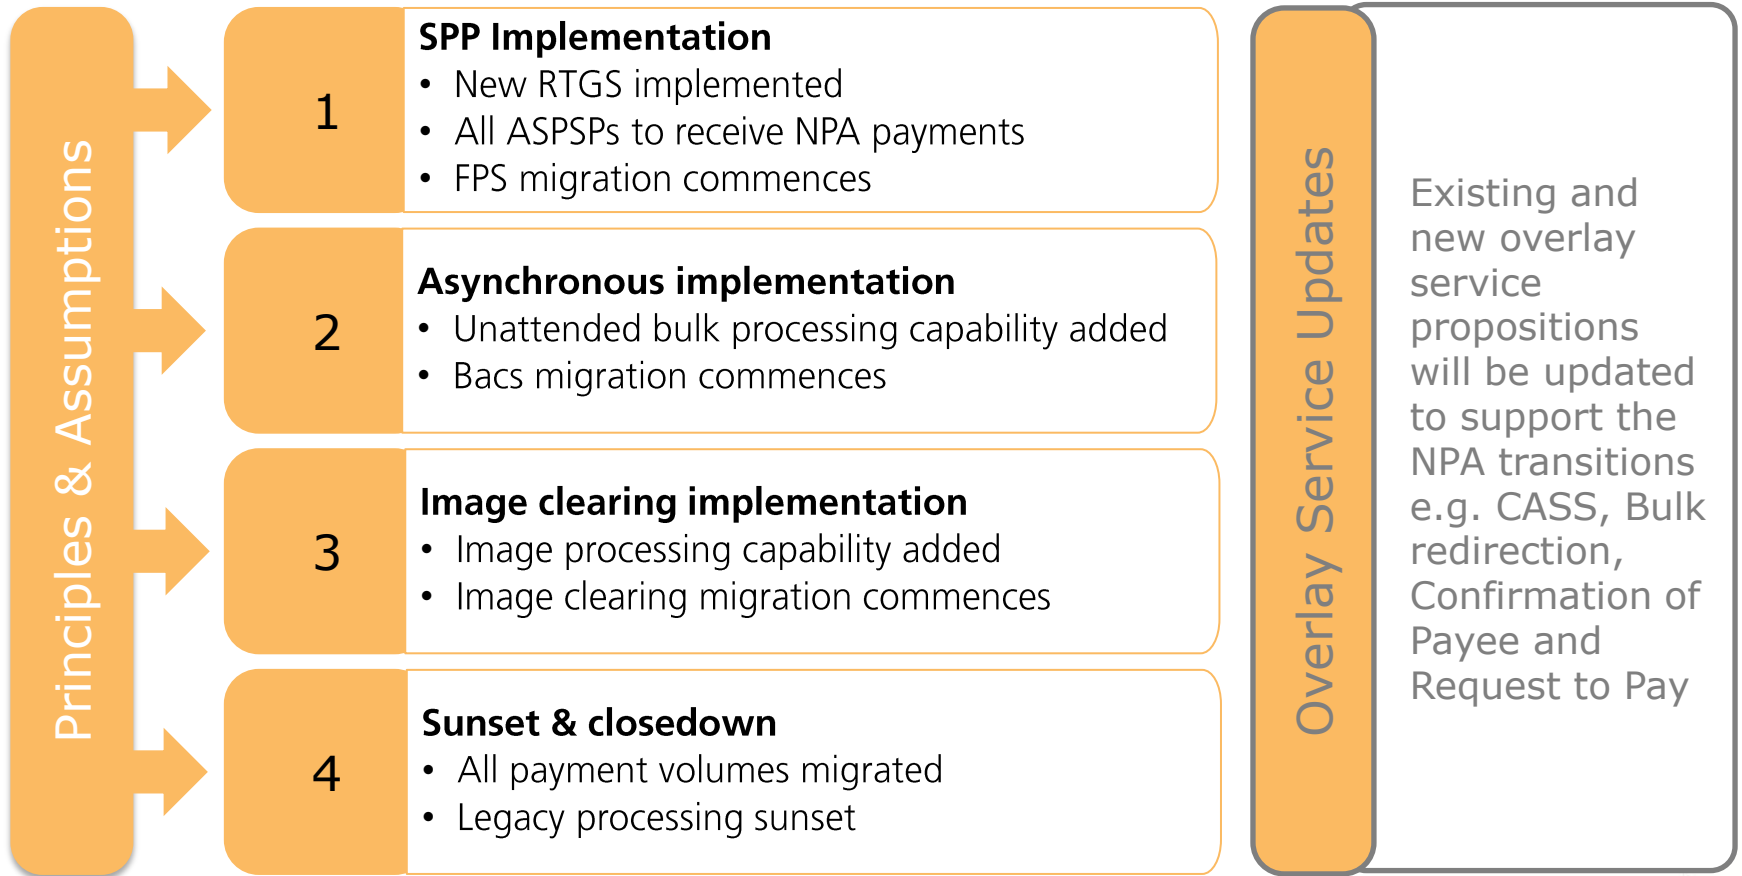 Principles & Assumptions
1
SPP Implementation
• New RTGS implemented
• All ASPSPs to receive NPA payments
• FPS migration commences
2
Asynchronous implementation
• Unattended bulk processing capability added
• Bacs migration commences
3
Image clearing implementation
• Image processing capability added
• Image clearing migration commences
4
Sunset & closedown
• All payment volumes migrated
• Legacy processing sunset
Overlay Service Updates
Existing and
new overlay
service
propositions
will be updated
to support the
NPA transitions
e.g. CASS, Bulk
redirection,
Confirmation of
Payee and
Request to Pay